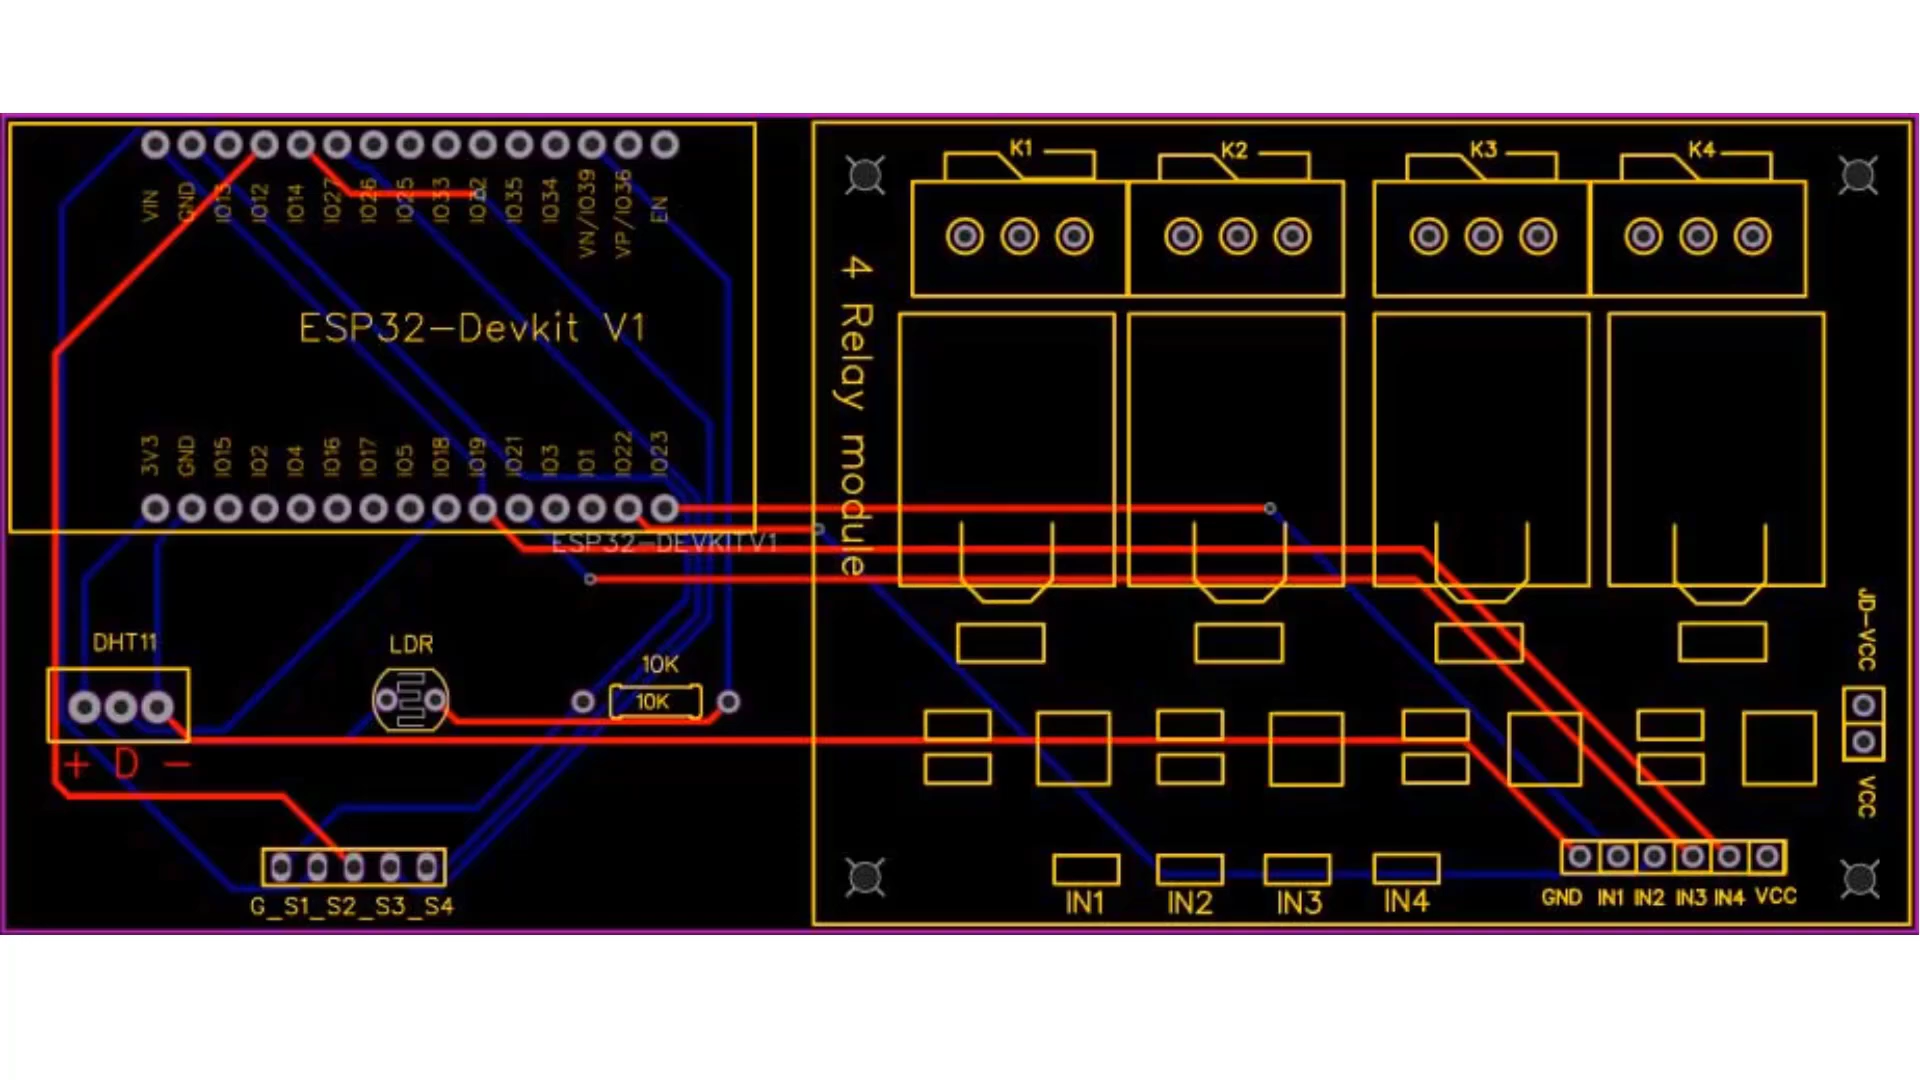 K1
K2
K3
K4
VIN
GND
IO13
IO12
IO14
IO27
IO26
IO25
IO33
IO32
IO35
IO34
VN/IO39
VP/IO36
EN
ESP32-Devkit V1
4 Relay module
3V3
GND
IO15
IO2
IO4
IO16
IO17
IO5
IO18
IO19
IO21
IO3
IO1
IO22
IO23
ESP32-DEVKITV1
DHT11
LDR
10K
10K
JD-VCC
VCC
+ D -
G_S1_S2_S3_S4
IN1
IN2
IN3
IN4
GND IN1 IN2 IN3 IN4 VCC